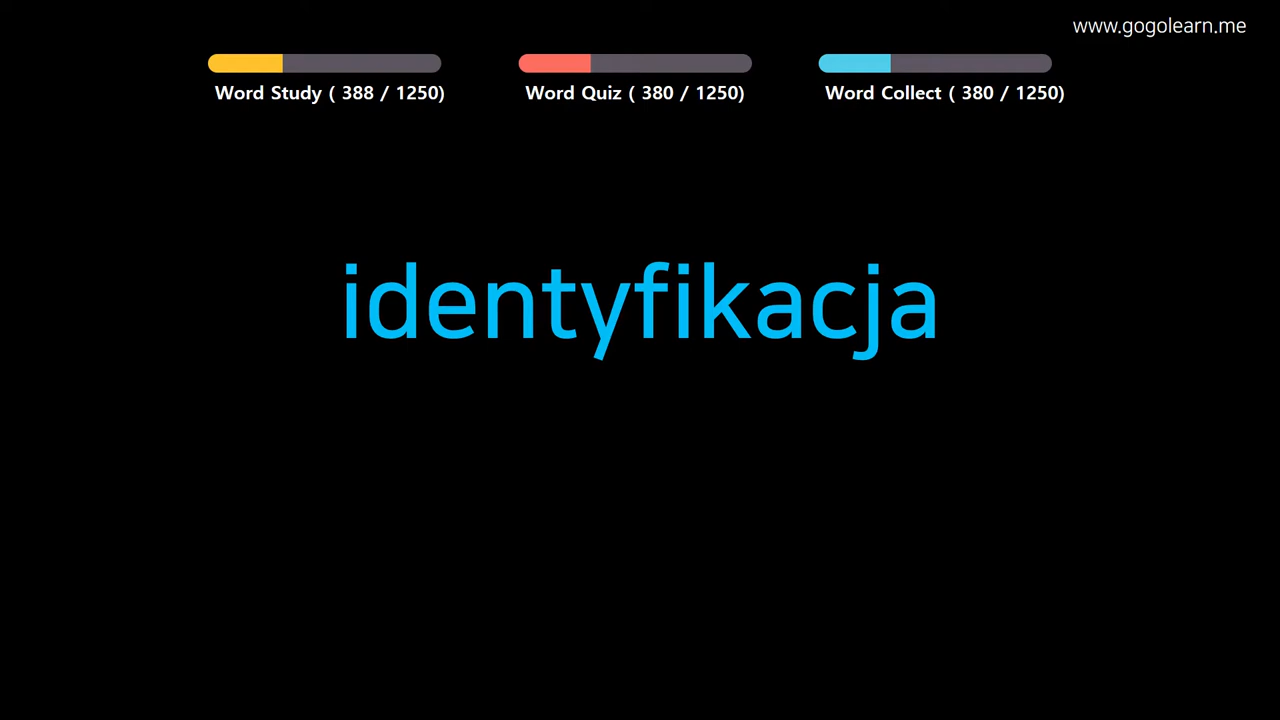 www.gogolearn.me
Word Study ( 388 / 1250)
Word Quiz ( 380 / 1250)
Word Collect ( 380 / 1250)
identyfikacja